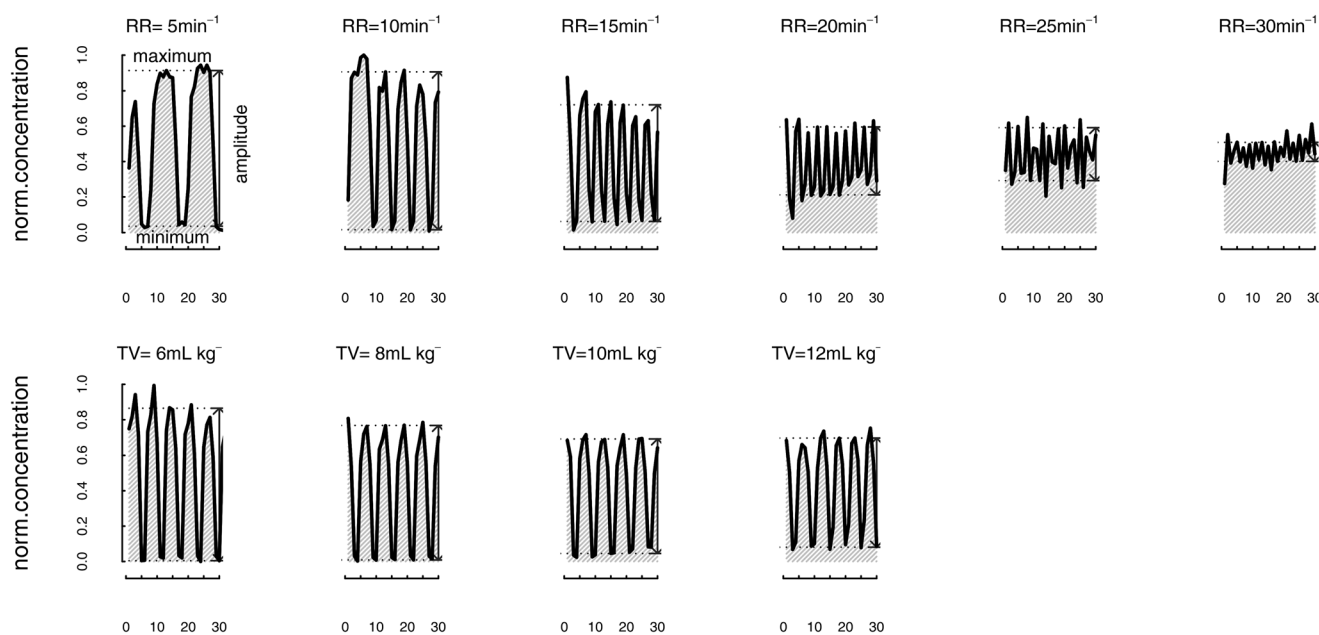 RR= 5min⁻¹ RR=10min⁻¹ RR=15min⁻¹ RR=20min⁻¹ RR=25min⁻¹ RR=30min⁻¹
norm.concentration
0.0 0.2 0.4 0.6 0.8 1.0
maximum
amplitude
minimum
0 10 20 30 0 10 20 30 0 10 20 30 0 10 20 30 0 10 20 30 0 10 20 30
TV= 6mL kg⁻ TV= 8mL kg⁻ TV=10mL kg⁻ TV=12mL kg⁻
norm.concentration
0.0 0.2 0.4 0.6 0.8 1.0
0 10 20 30 0 10 20 30 0 10 20 30 0 10 20 30